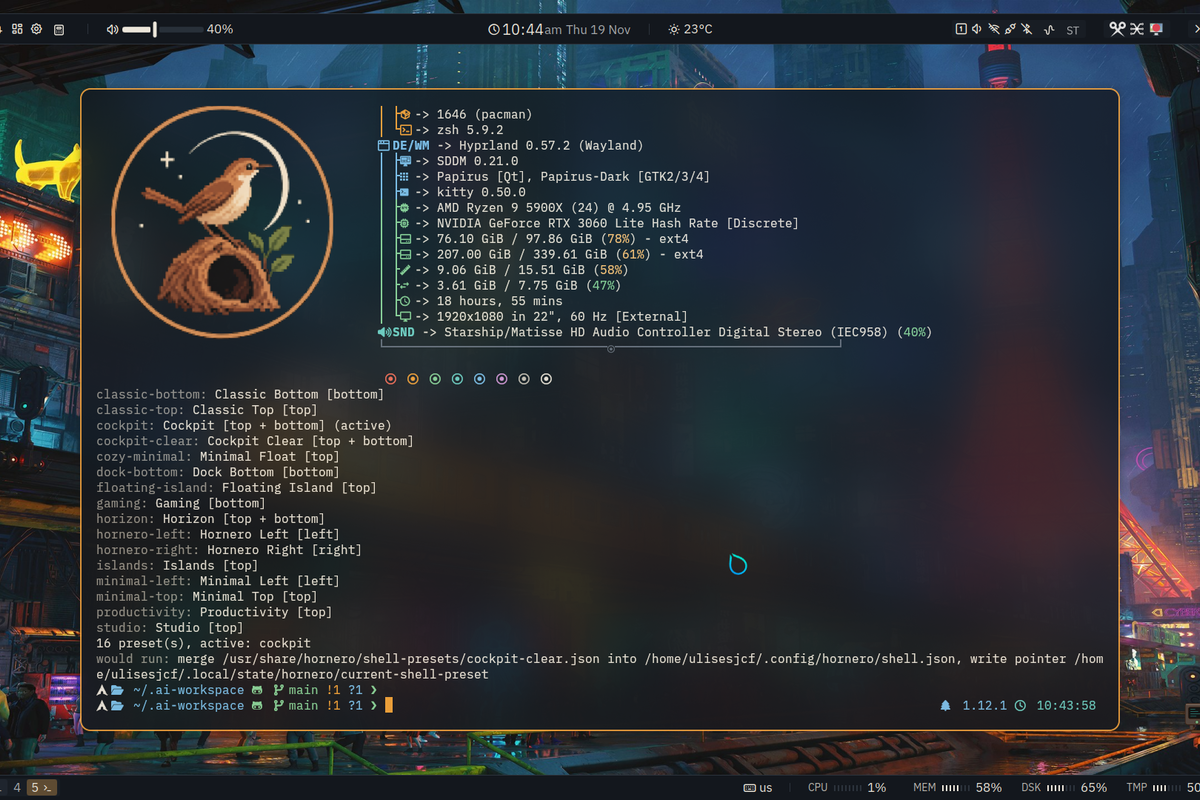 40%
10:44am Thu 19 Nov
23°C
1
ST
-> 1646 (pacman)
-> zsh 5.9.2
DE/WM -> Hyprland 0.57.2 (Wayland)
-> SDDM 0.21.0
-> Papirus [Qt], Papirus-Dark [GTK2/3/4]
-> kitty 0.50.0
-> AMD Ryzen 9 5900X (24) @ 4.95 GHz
-> NVIDIA GeForce RTX 3060 Lite Hash Rate [Discrete]
-> 76.10 GiB / 97.86 GiB (78%) - ext4
-> 207.00 GiB / 339.61 GiB (61%) - ext4
-> 9.06 GiB / 15.51 GiB (58%)
-> 3.61 GiB / 7.75 GiB (47%)
-> 18 hours, 55 mins
-> 1920x1080 in 22", 60 Hz [External]
SND -> Starship/Matisse HD Audio Controller Digital Stereo (IEC958) (40%)
classic-bottom: Classic Bottom [bottom]
classic-top: Classic Top [top]
cockpit: Cockpit [top + bottom] (active)
cockpit-clear: Cockpit Clear [top + bottom]
cozy-minimal: Minimal Float [top]
dock-bottom: Dock Bottom [bottom]
floating-island: Floating Island [top]
gaming: Gaming [bottom]
horizon: Horizon [top + bottom]
hornero-left: Hornero Left [left]
hornero-right: Hornero Right [right]
islands: Islands [top]
minimal-left: Minimal Left [left]
minimal-top: Minimal Top [top]
productivity: Productivity [top]
studio: Studio [top]
16 preset(s), active: cockpit
would run: merge /usr/share/hornero/shell-presets/cockpit-clear.json into /home/ulisesjcf/.config/hornero/shell.json, write pointer /hom
e/ulisesjcf/.local/state/hornero/current-shell-preset
~/.ai-workspace main !1 ?1 ❯
~/.ai-workspace main !1 ?1 ❯ 1.12.1 10:43:58
4 5 us CPU 1% MEM 58% DSK 65% TMP